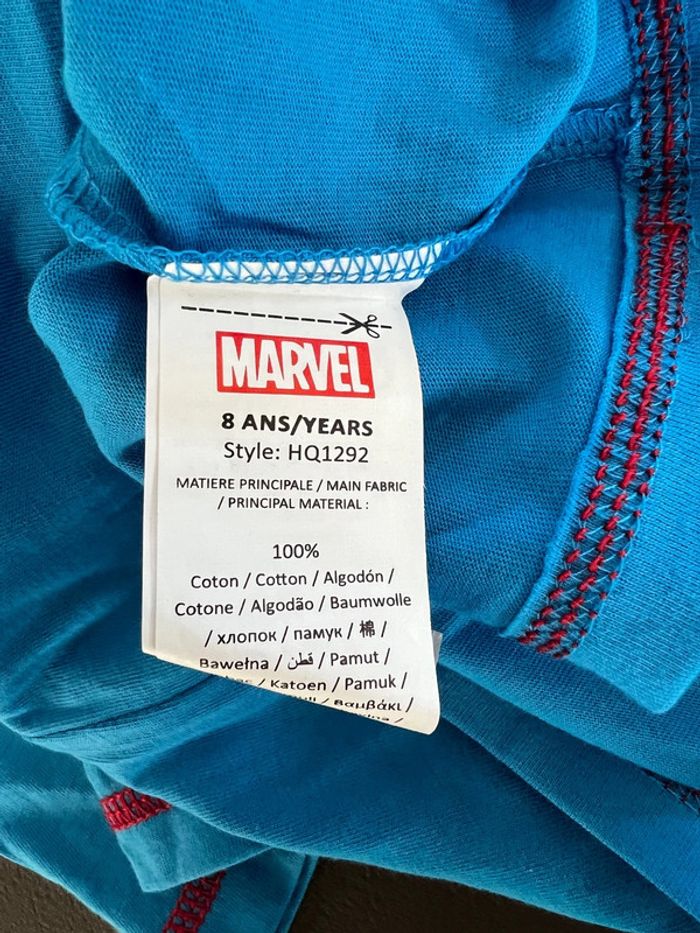 MARVEL
8 ANS/YEARS
Style: HQ1292
MATIERE PRINCIPALE / MAIN FABRIC
/ PRINCIPAL MATERIAL :
100%
Coton / Cotton / Algodón /
Cotone / Algodão / Baumwolle
/ хлопок / памук / 棉 /
Bawełna / قطن / Pamut /
/ Katoen / Pamuk /
/ Βαμβάκι /